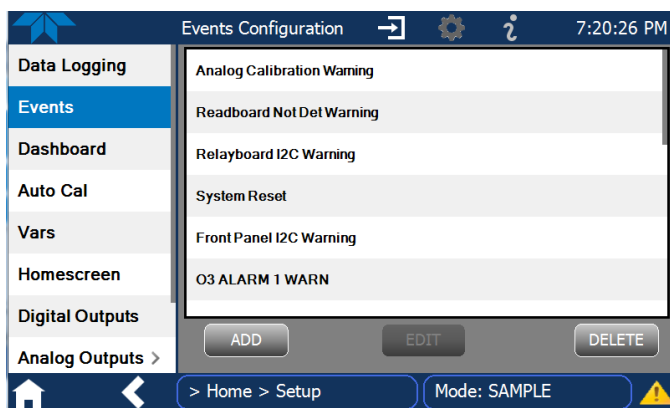 Events Configuration 7:20:26 PM
Data Logging
Events
Dashboard
Auto Cal
Vars
Homescreen
Digital Outputs
Analog Outputs >
Analog Calibration Warning
Readboard Not Det Warning
Relayboard I2C Warning
System Reset
Front Panel I2C Warning
O3 ALARM 1 WARN
ADD EDIT DELETE
> Home > Setup Mode: SAMPLE